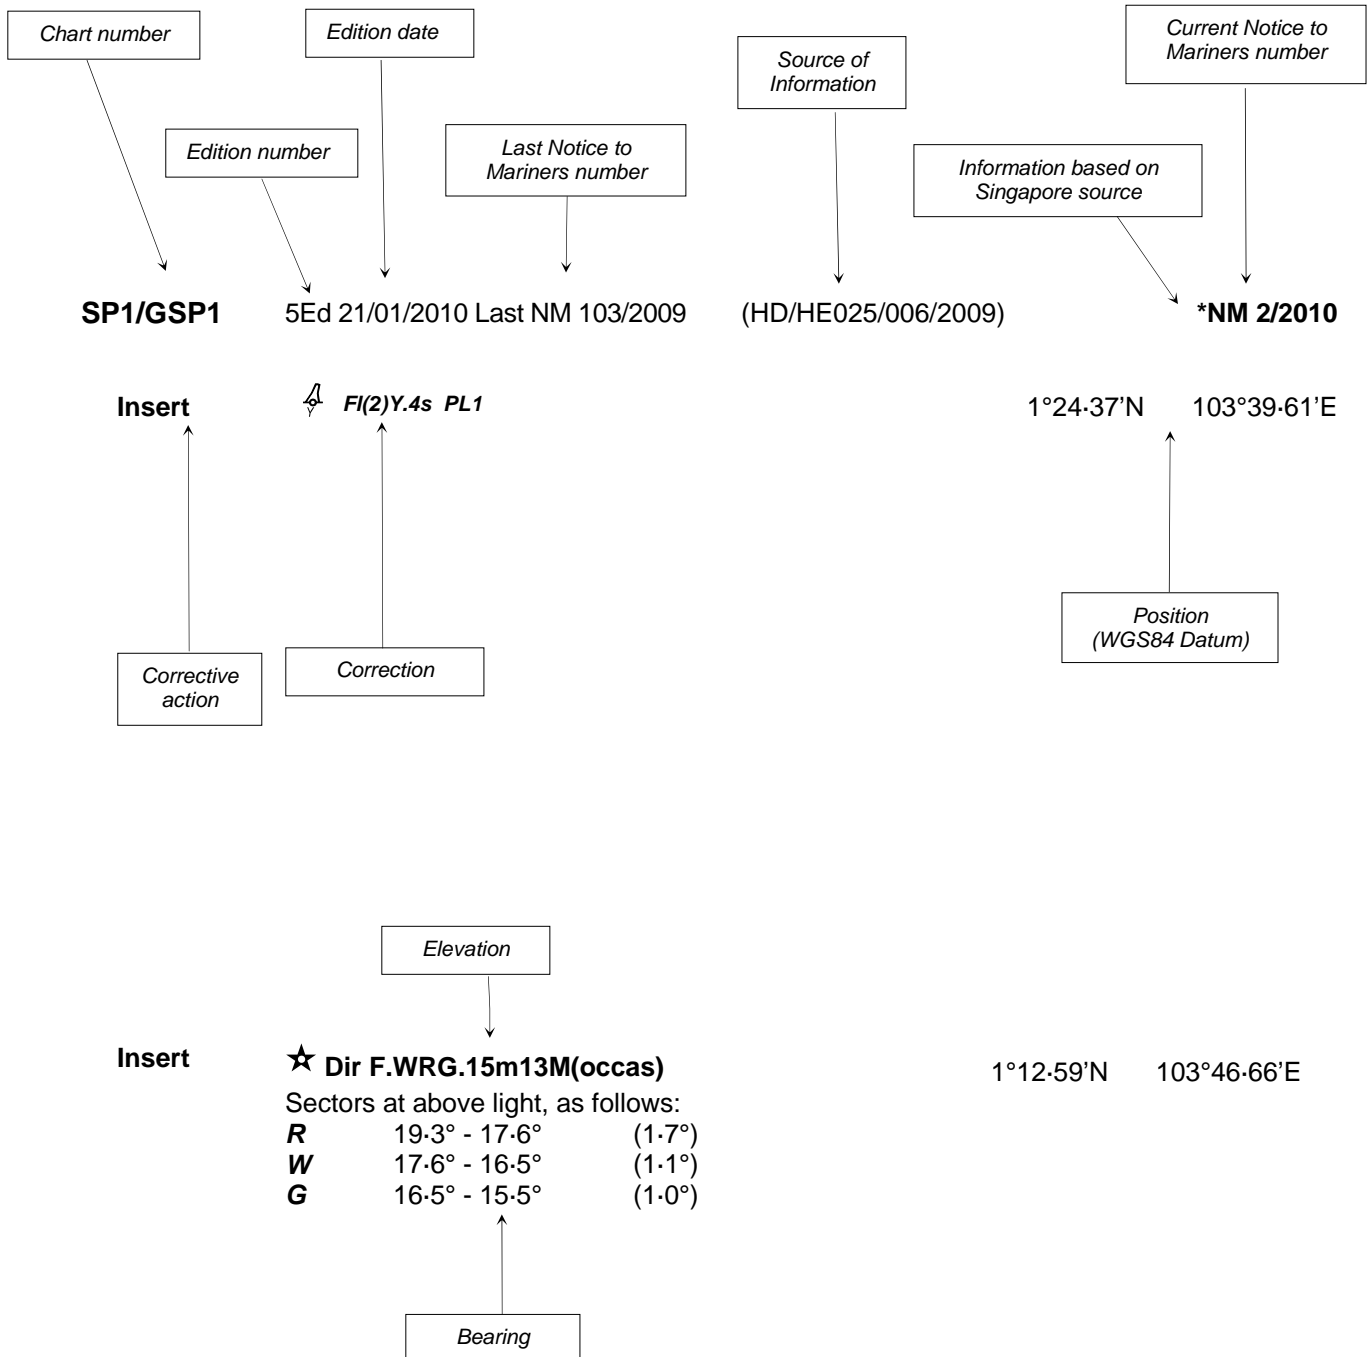 Chart number
Edition date
Current Notice to
Mariners number
Source of
Information
Edition number
Last Notice to
Mariners number
Information based on
Singapore source
SP1/GSP1 5Ed 21/01/2010 Last NM 103/2009 (HD/HE025/006/2009) *NM 2/2010
Insert Y Fl(2)Y.4s PL1 1°24·37’N 103°39·61’E
Position
(WGS84 Datum)
Corrective
action
Correction
Elevation
Insert Dir F.WRG.15m13M(occas) 1°12·59’N 103°46·66’E
Sectors at above light, as follows:
R 19·3° - 17·6° (1·7°)
W 17·6° - 16·5° (1·1°)
G 16·5° - 15·5° (1·0°)
Bearing